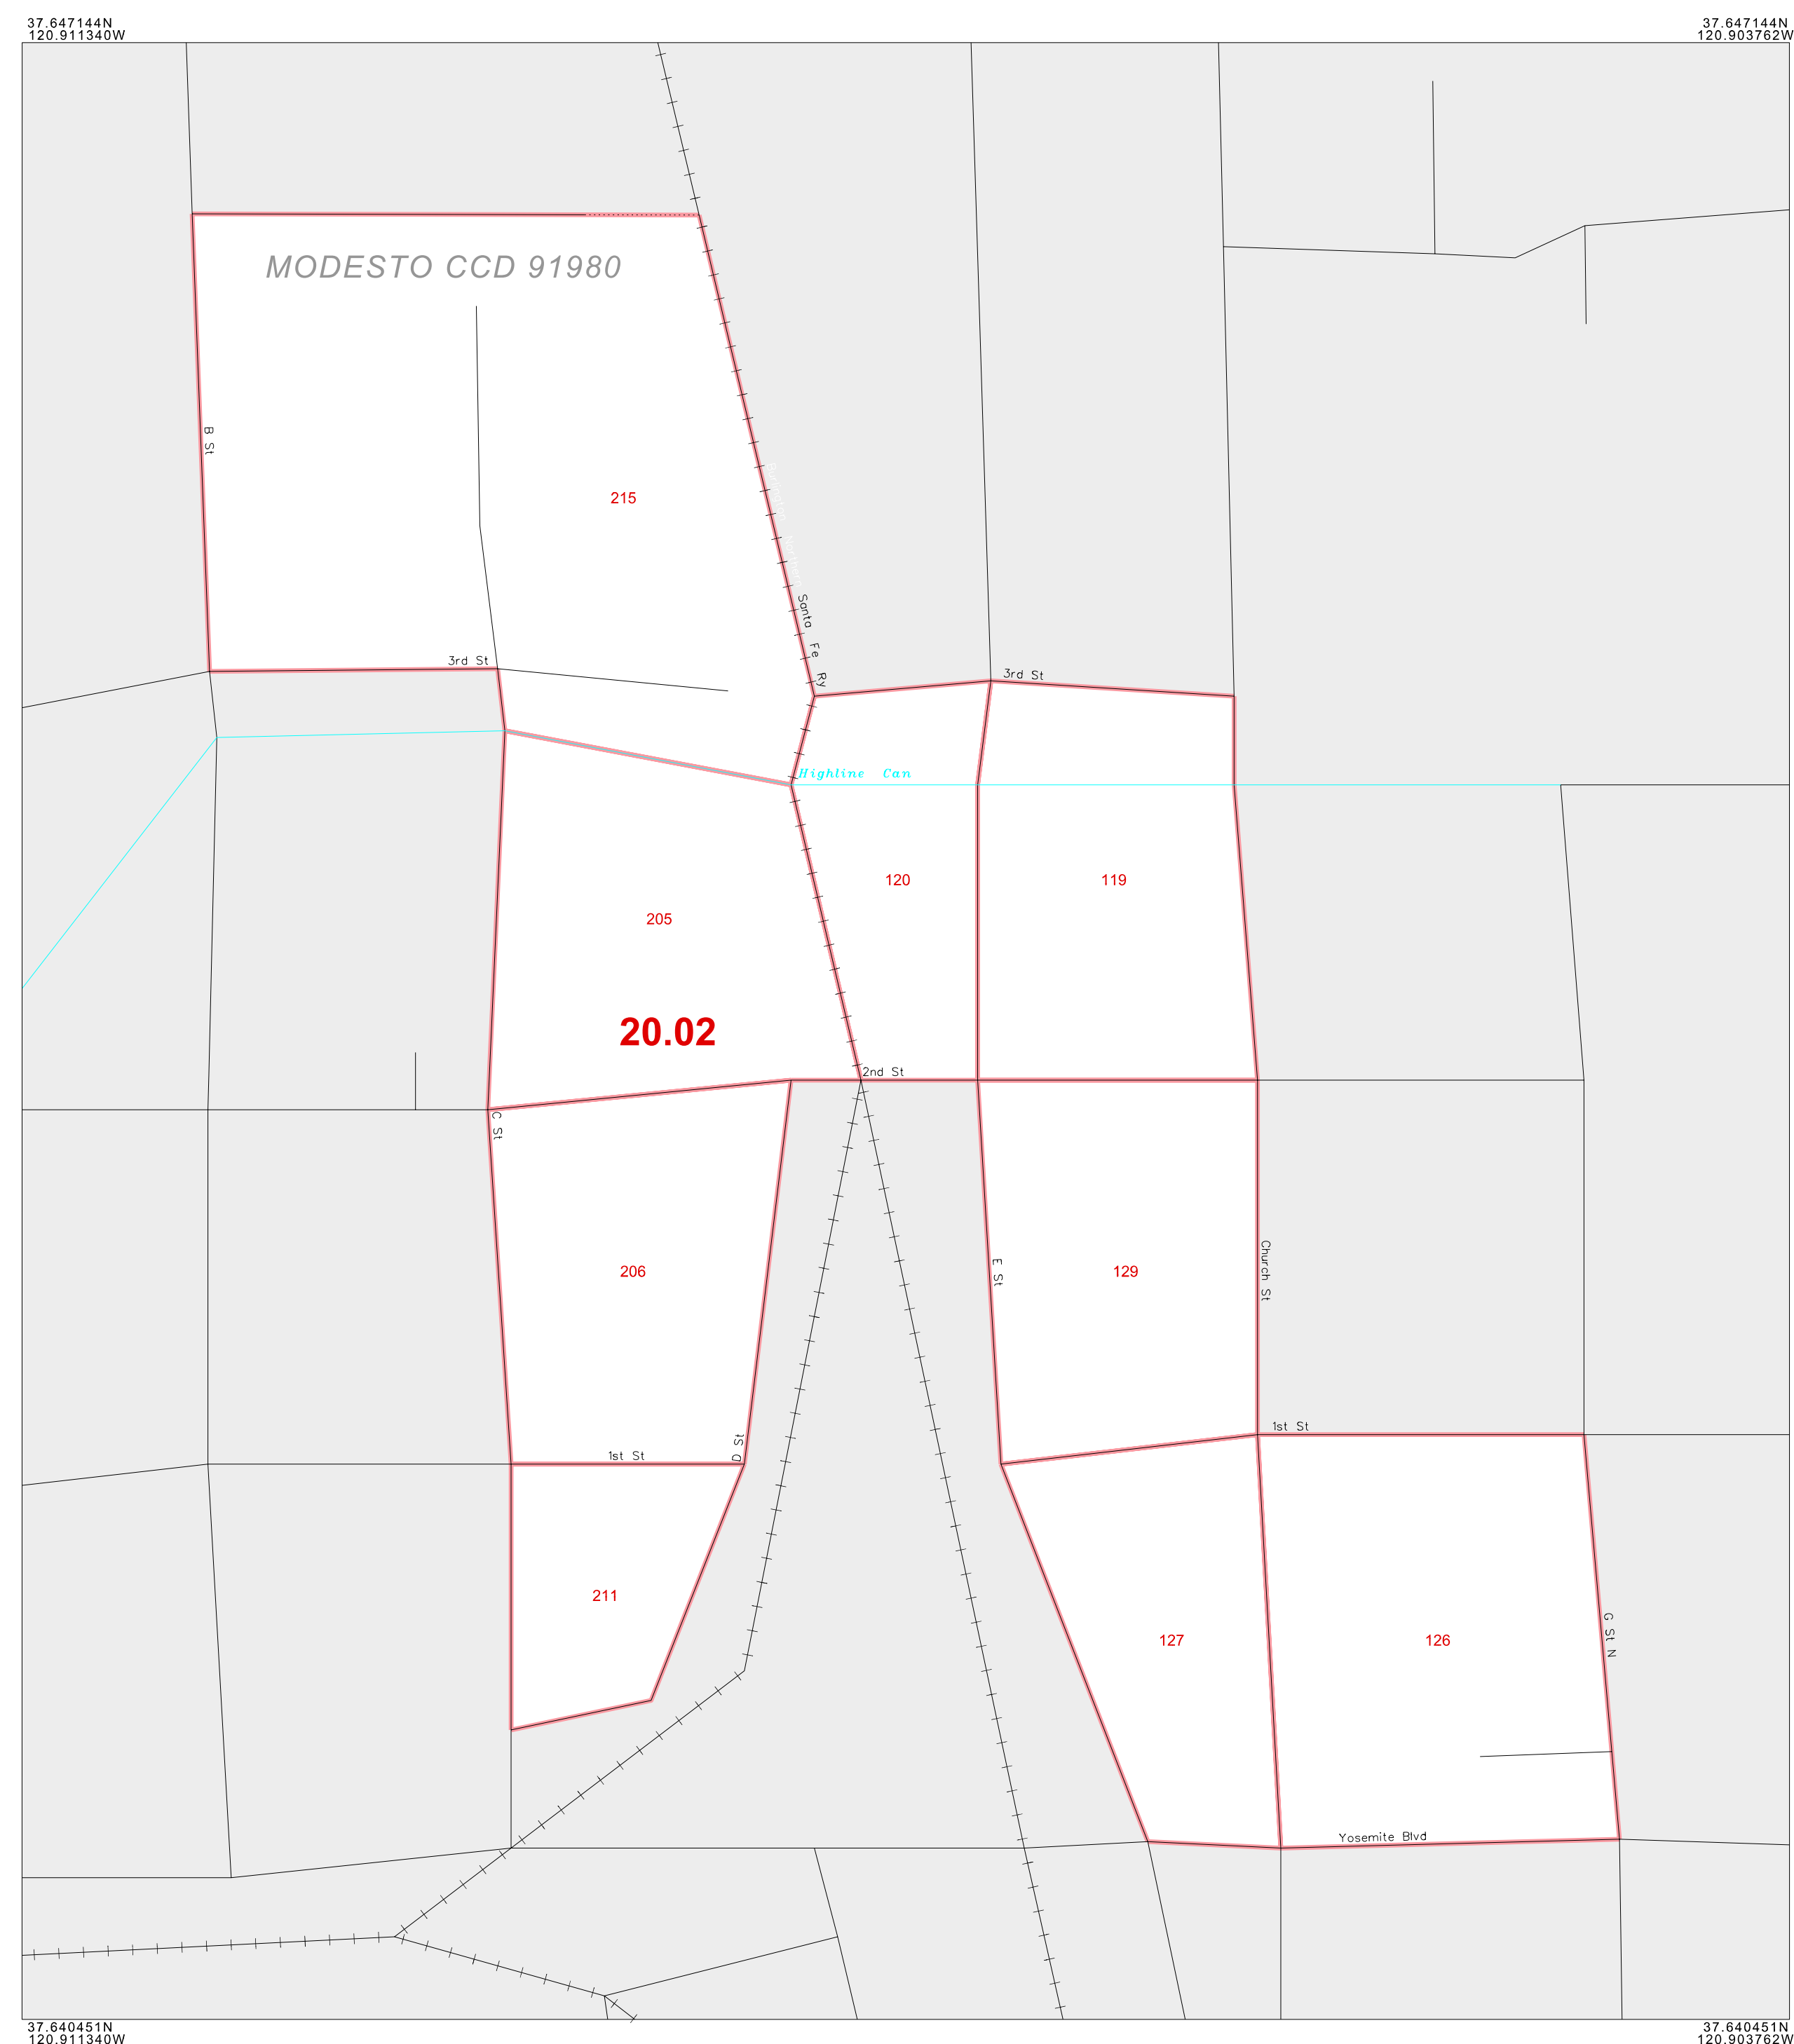 37.647144N
120.911340W
37.647144N
120.903762W
MODESTO CCD 91980
B St
215
Burlington Northern Santa Fe Ry
3rd St
3rd St
Highline Can
120
119
205
20.02
2nd St
C St
206
E St
129
Church St
1st St
D St
1st St
211
127
126
G St N
Yosemite Blvd
37.640451N
120.911340W
37.640451N
120.903762W